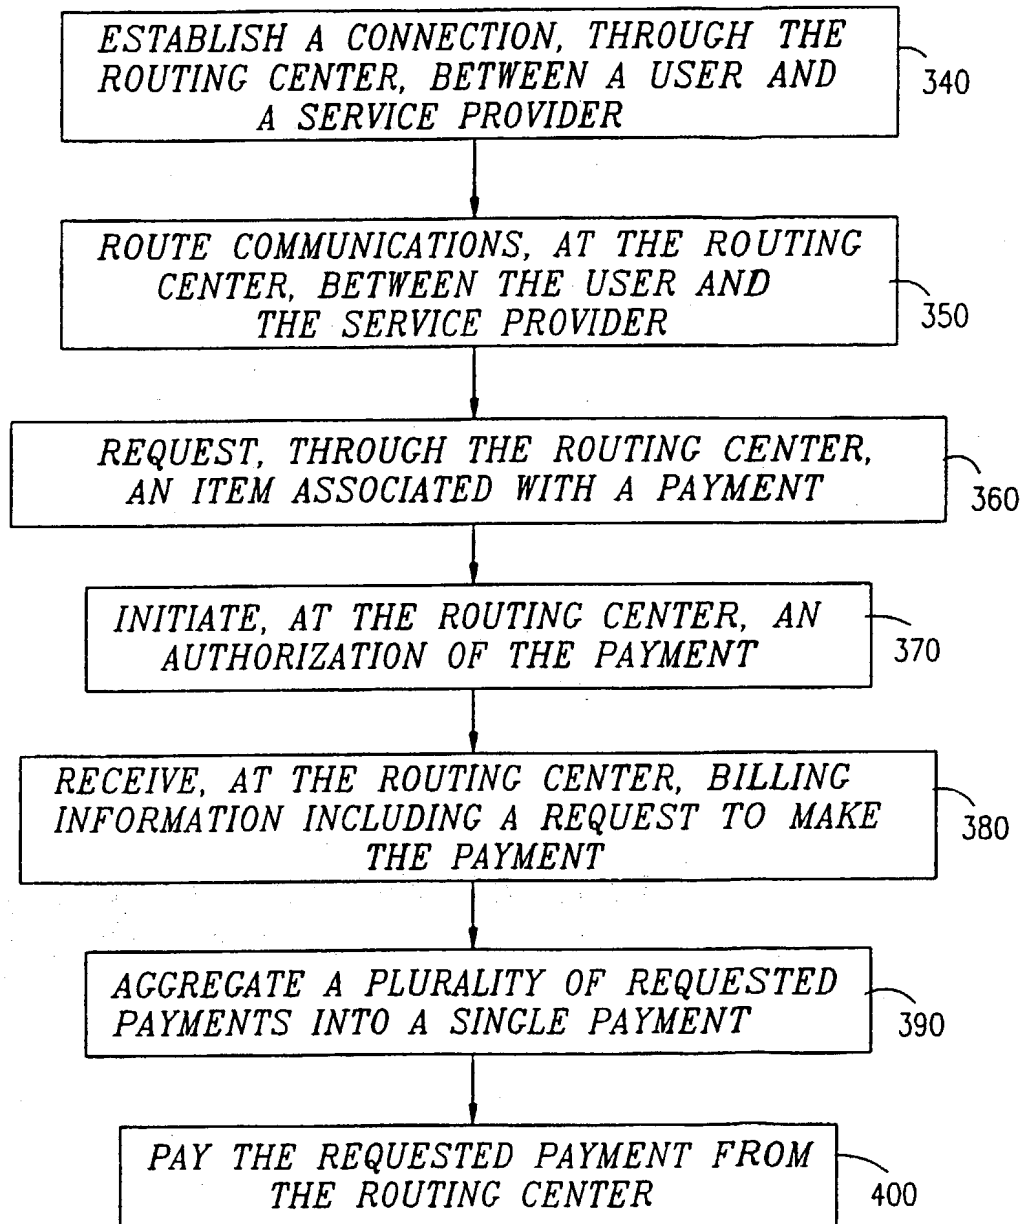 ESTABLISH A CONNECTION, THROUGH THE
ROUTING CENTER, BETWEEN A USER AND
A SERVICE PROVIDER
340
ROUTE COMMUNICATIONS, AT THE ROUTING
CENTER, BETWEEN THE USER AND
THE SERVICE PROVIDER
350
REQUEST, THROUGH THE ROUTING CENTER,
AN ITEM ASSOCIATED WITH A PAYMENT
360
INITIATE, AT THE ROUTING CENTER, AN
AUTHORIZATION OF THE PAYMENT
370
RECEIVE, AT THE ROUTING CENTER, BILLING
INFORMATION INCLUDING A REQUEST TO MAKE
THE PAYMENT
380
AGGREGATE A PLURALITY OF REQUESTED
PAYMENTS INTO A SINGLE PAYMENT
390
PAY THE REQUESTED PAYMENT FROM
THE ROUTING CENTER
400